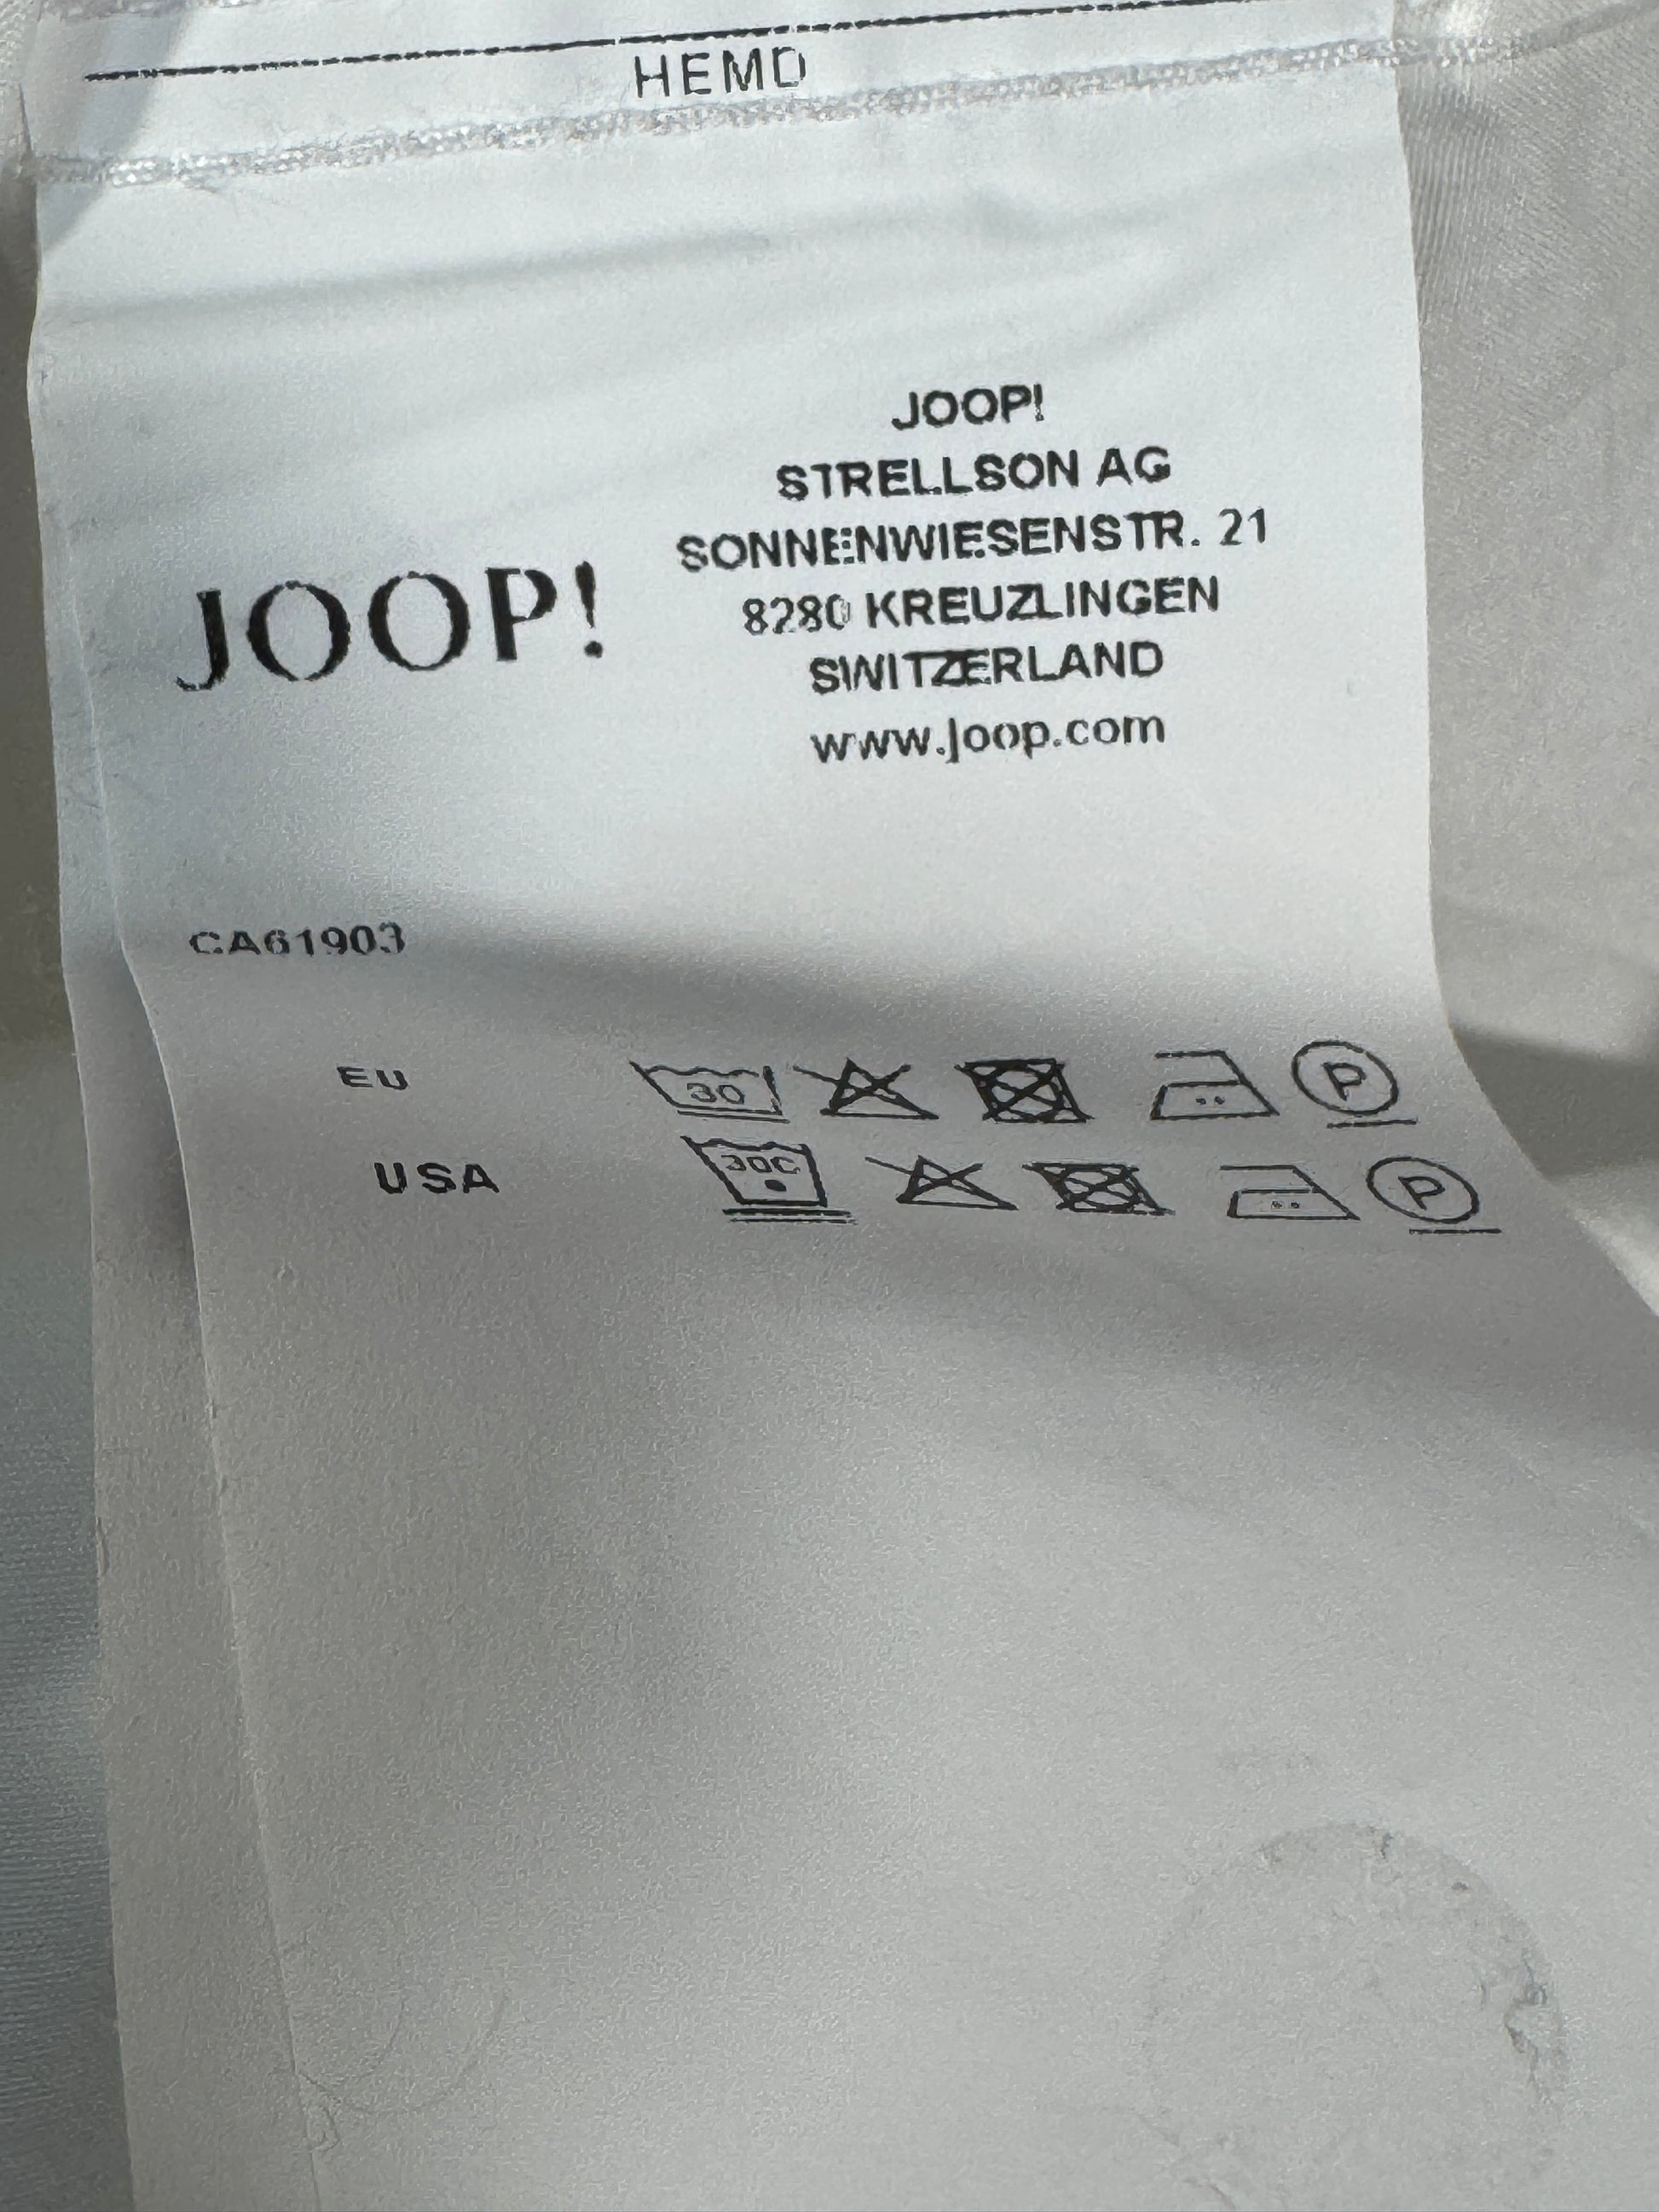 HEMD
JOOP!
JOOP!
STRELLSON AG
SONNENWIESENSTR. 21
8280 KREUZLINGEN
SWITZERLAND
www.joop.com
CA61903
EU 30 P
USA 30C P